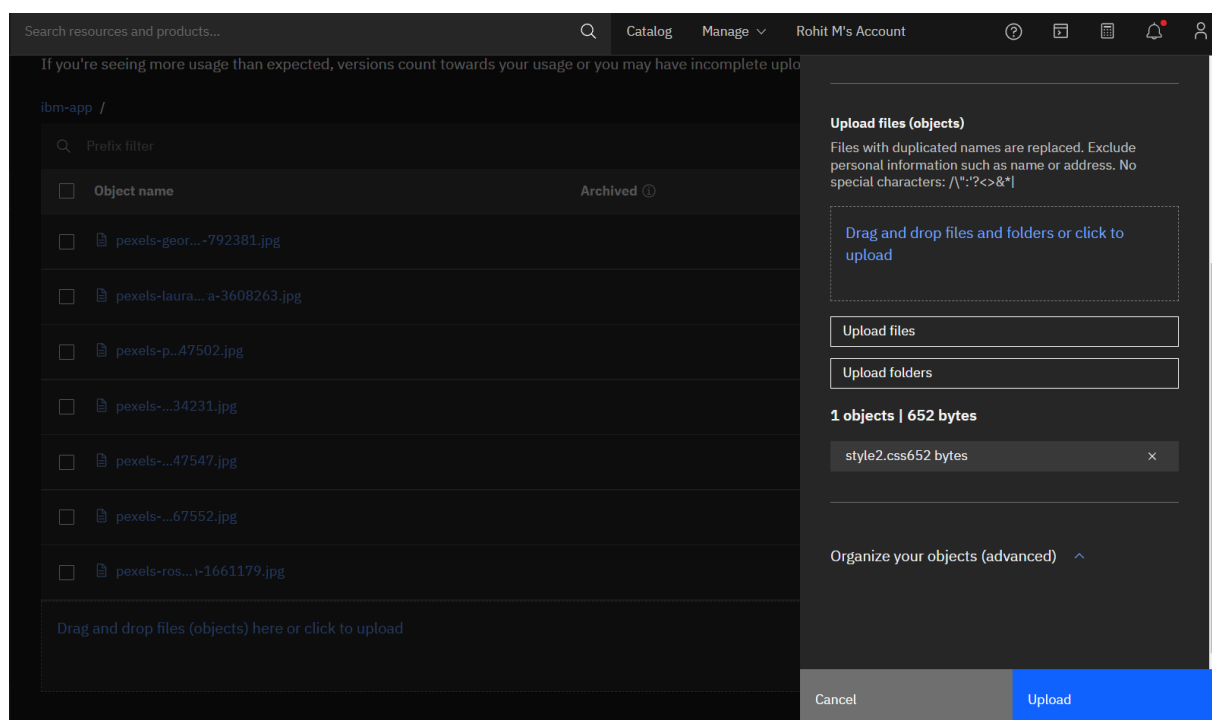 Search resources and products...
Catalog
Manage
Rohit M's Account
If you're seeing more usage than expected, versions count towards your usage or you may have incomplete uplo
ibm-app /
Prefix filter
Object name
Archived
pexels-geor...-792381.jpg
pexels-laura...a-3608263.jpg
pexels-p..47502.jpg
pexels-...34231.jpg
pexels-...47547.jpg
pexels-...67552.jpg
pexels-ros...-1661179.jpg
Drag and drop files (objects) here or click to upload
Upload files (objects)
Files with duplicated names are replaced. Exclude
personal information such as name or address. No
special characters: /\":'?<>&*|
Drag and drop files and folders or click to
upload
Upload files
Upload folders
1 objects | 652 bytes
style2.css652 bytes
Organize your objects (advanced)
Cancel
Upload